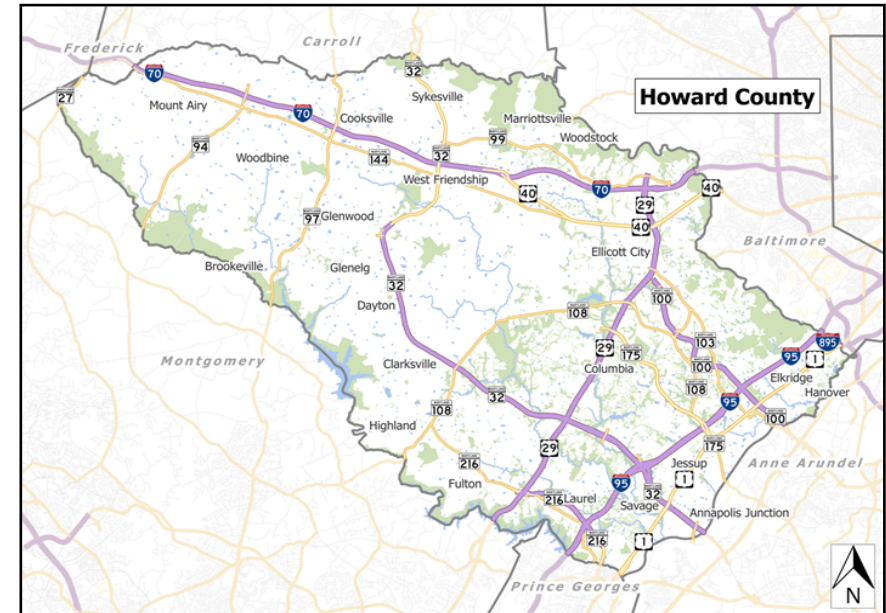 Frederick
Carroll
Howard County
70
32
27
Mount Airy
Sykesville
70
Cooksville
Marriottsville
Woodstock
99
94
Woodbine
144
32
West Friendship
40
70
40
29
97
Glenwood
40
Ellicott City
Baltimore
Brookeville
Glenelg
32
Dayton
100
108
Montgomery
Clarksville
29
175
103
95
895
1
Columbia
100
Elkridge
108
Hanover
32
95
108
100
Highland
29
175
216
Jessup
Anne Arundel
Fulton
95
1
216
Laurel
32
Savage
Annapolis Junction
216
1
Prince Georges
N